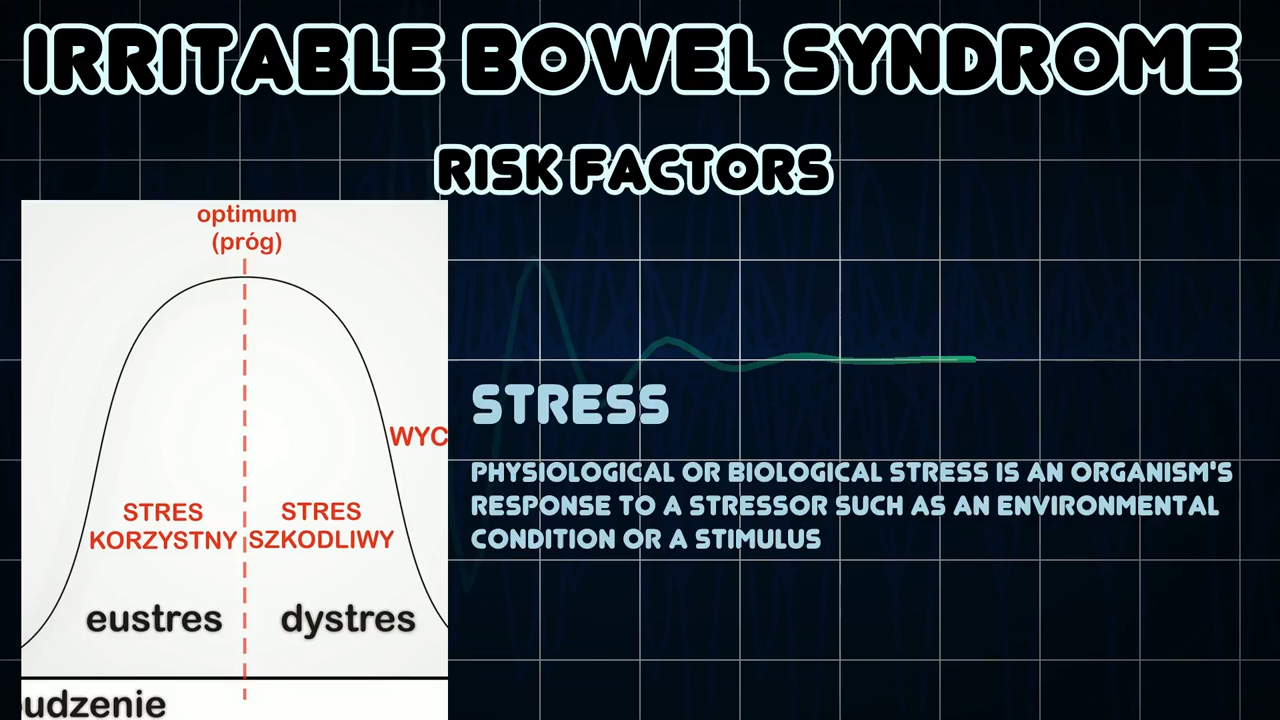 IRRITABLE BOWEL SYNDROME
RISK FACTORS
optimum
(próg)
WYC
STRES
KORZYSTNY
STRES
SZKODLIWY
eustres
dystres
udzenie
STRESS
PHYSIOLOGICAL OR BIOLOGICAL STRESS IS AN ORGANISM'S
RESPONSE TO A STRESSOR SUCH AS AN ENVIRONMENTAL
CONDITION OR A STIMULUS